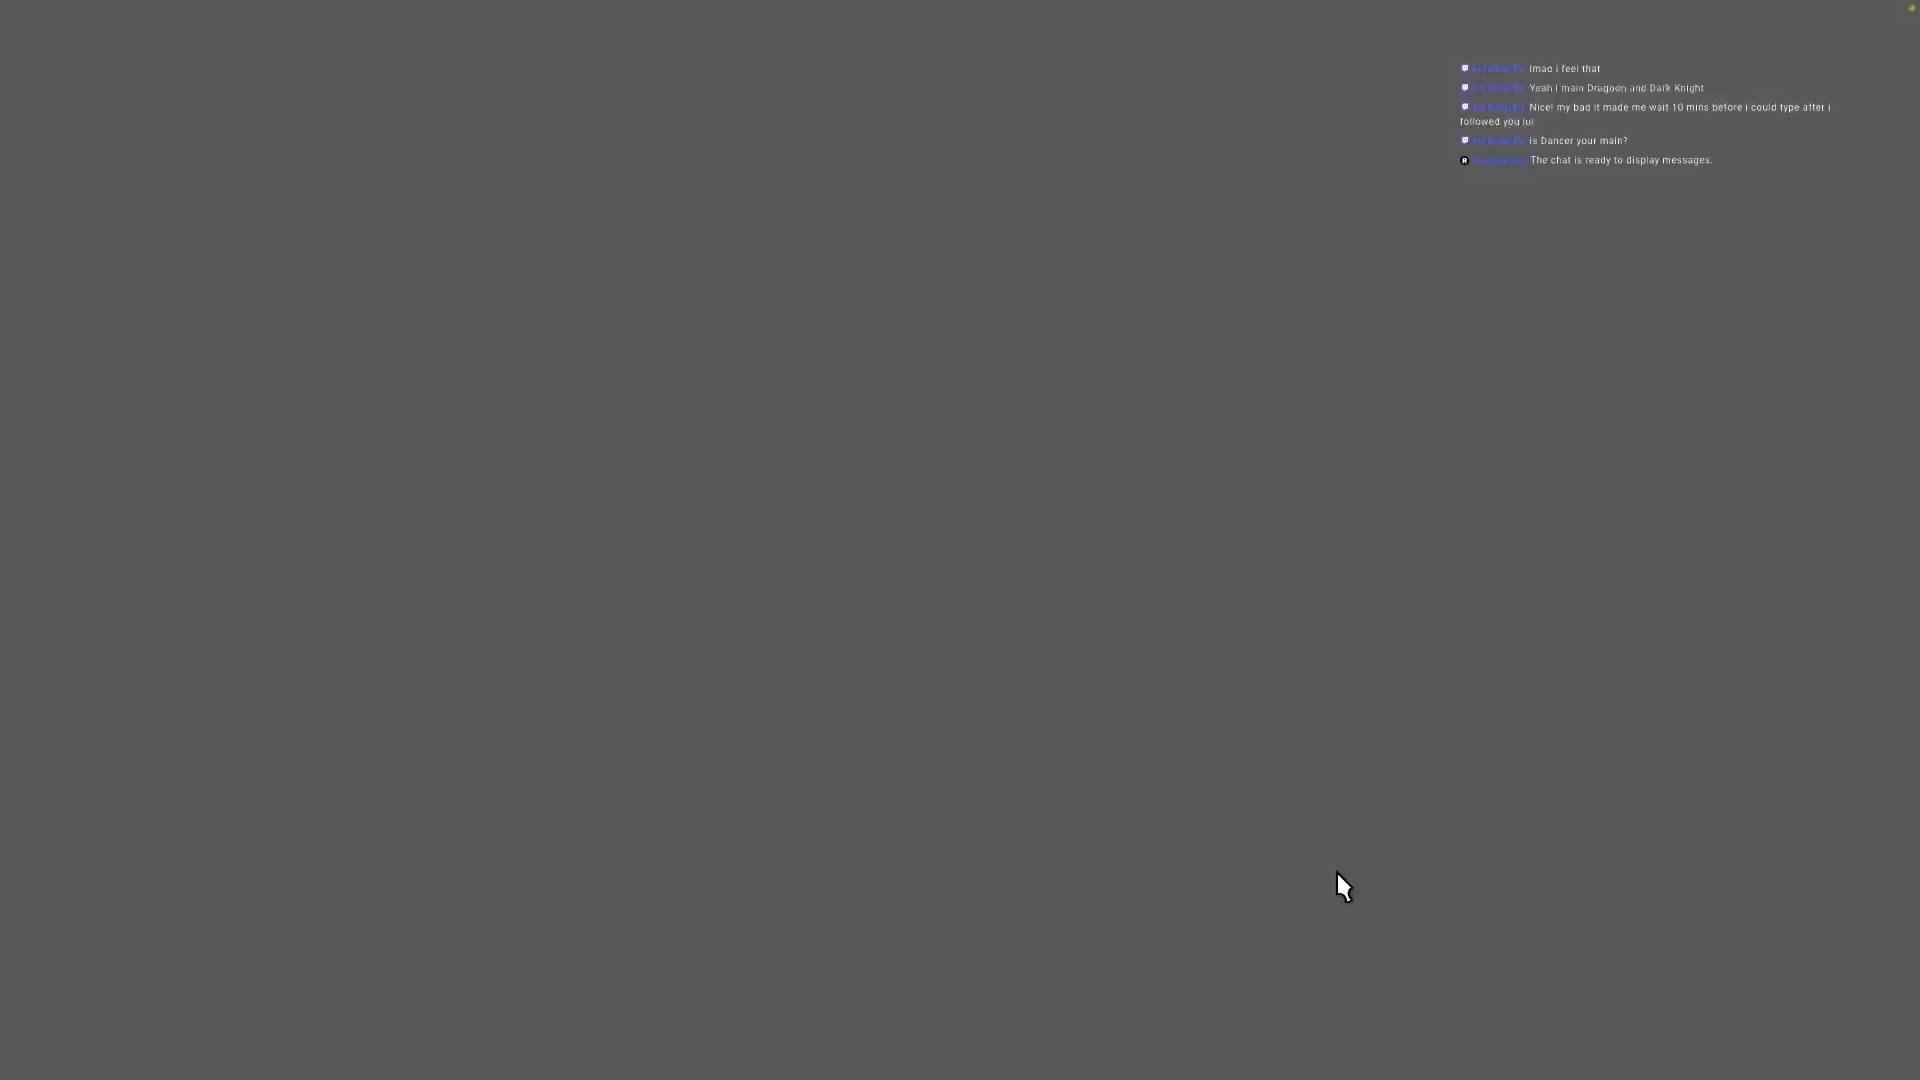 lmao i feel that
Yeah i main Dragoon and Dark Knight
Nice! my bad it made me wait 10 mins before i could type after i
followed you lol
is Dancer your main?
The chat is ready to display messages.